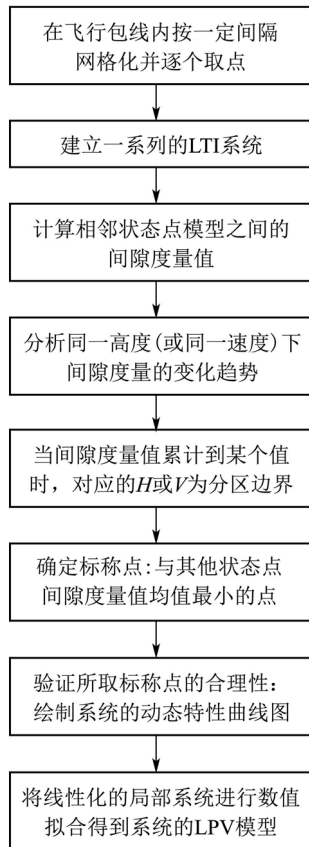 在飞行包线内按一定间隔
网格化并逐个取点
建立一系列的LTI系统
计算相邻状态点模型之间的
间隙度量值
分析同一高度(或同一速度)下
间隙度量的变化趋势
当间隙度量值累计到某个值
时，对应的H或V为分区边界
确定标称点:与其他状态点
间隙度量值均值最小的点
验证所取标称点的合理性:
绘制系统的动态特性曲线图
将线性化的局部系统进行数值
拟合得到系统的LPV模型